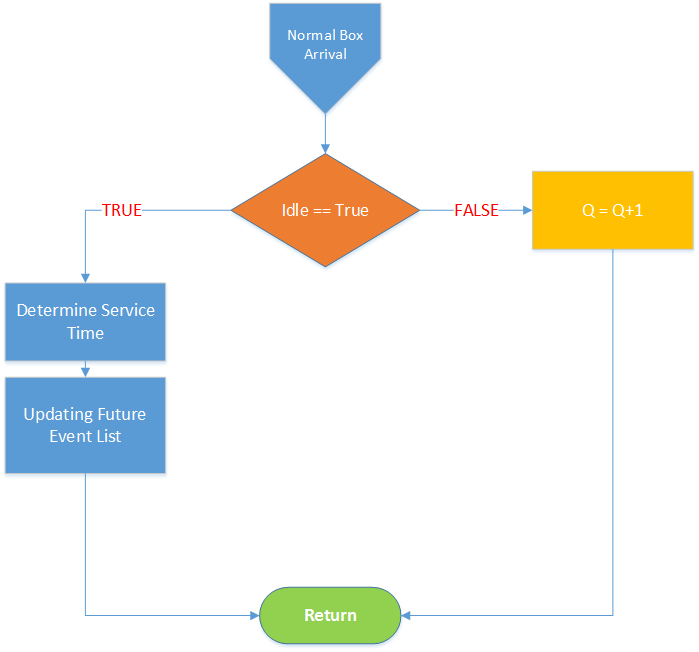 Normal Box
Arrival
Idle == True
TRUE
FALSE
Q = Q+1
Determine Service
Time
Updating Future
Event List
Return